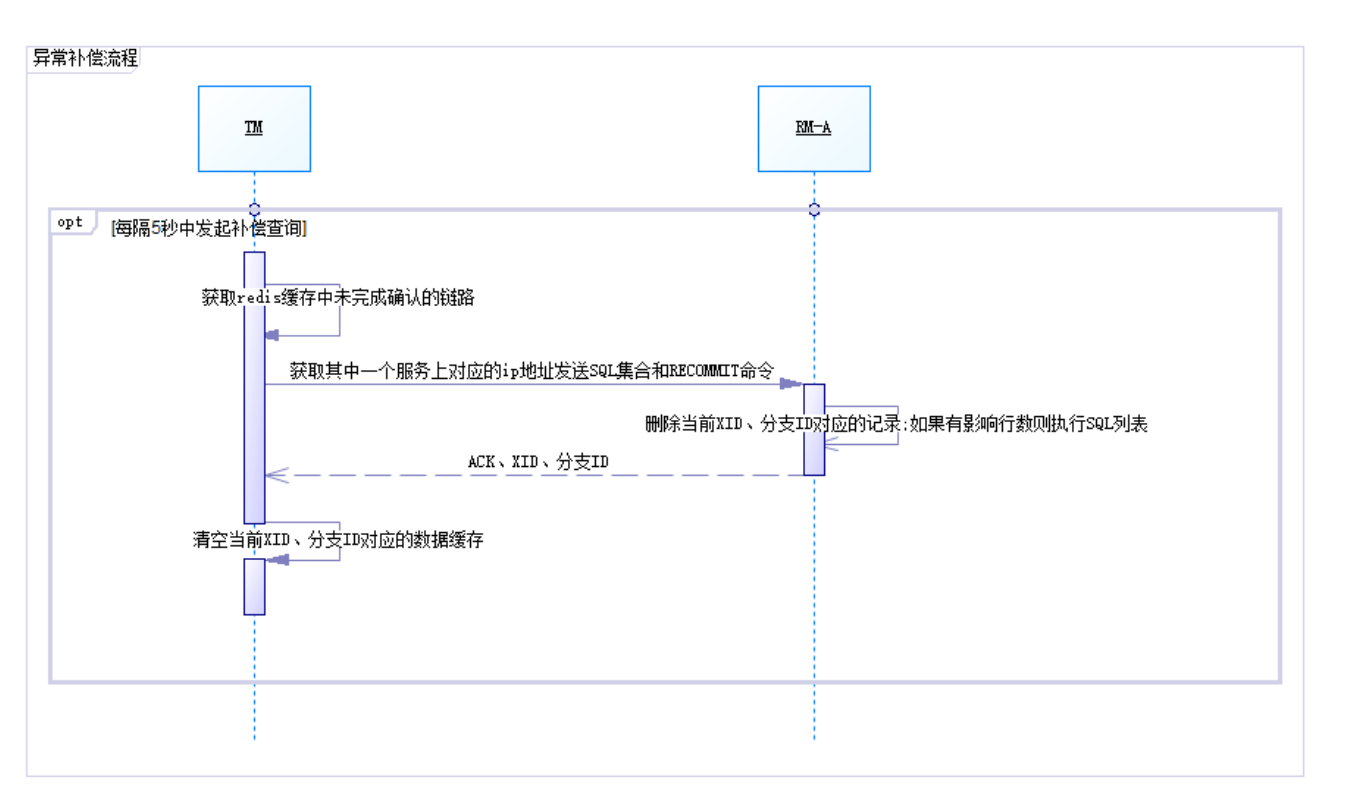 异常补偿流程
TM
RM-A
opt
[每隔5秒中发起补偿查询]
获取redis缓存中未完成确认的链路
获取其中一个服务上对应的ip地址发送SQL集合和RECOMMIT命令
删除当前XID、分支ID对应的记录;如果有影响行数则执行SQL列表
ACK、XID、分支ID
清空当前XID、分支ID对应的数据缓存